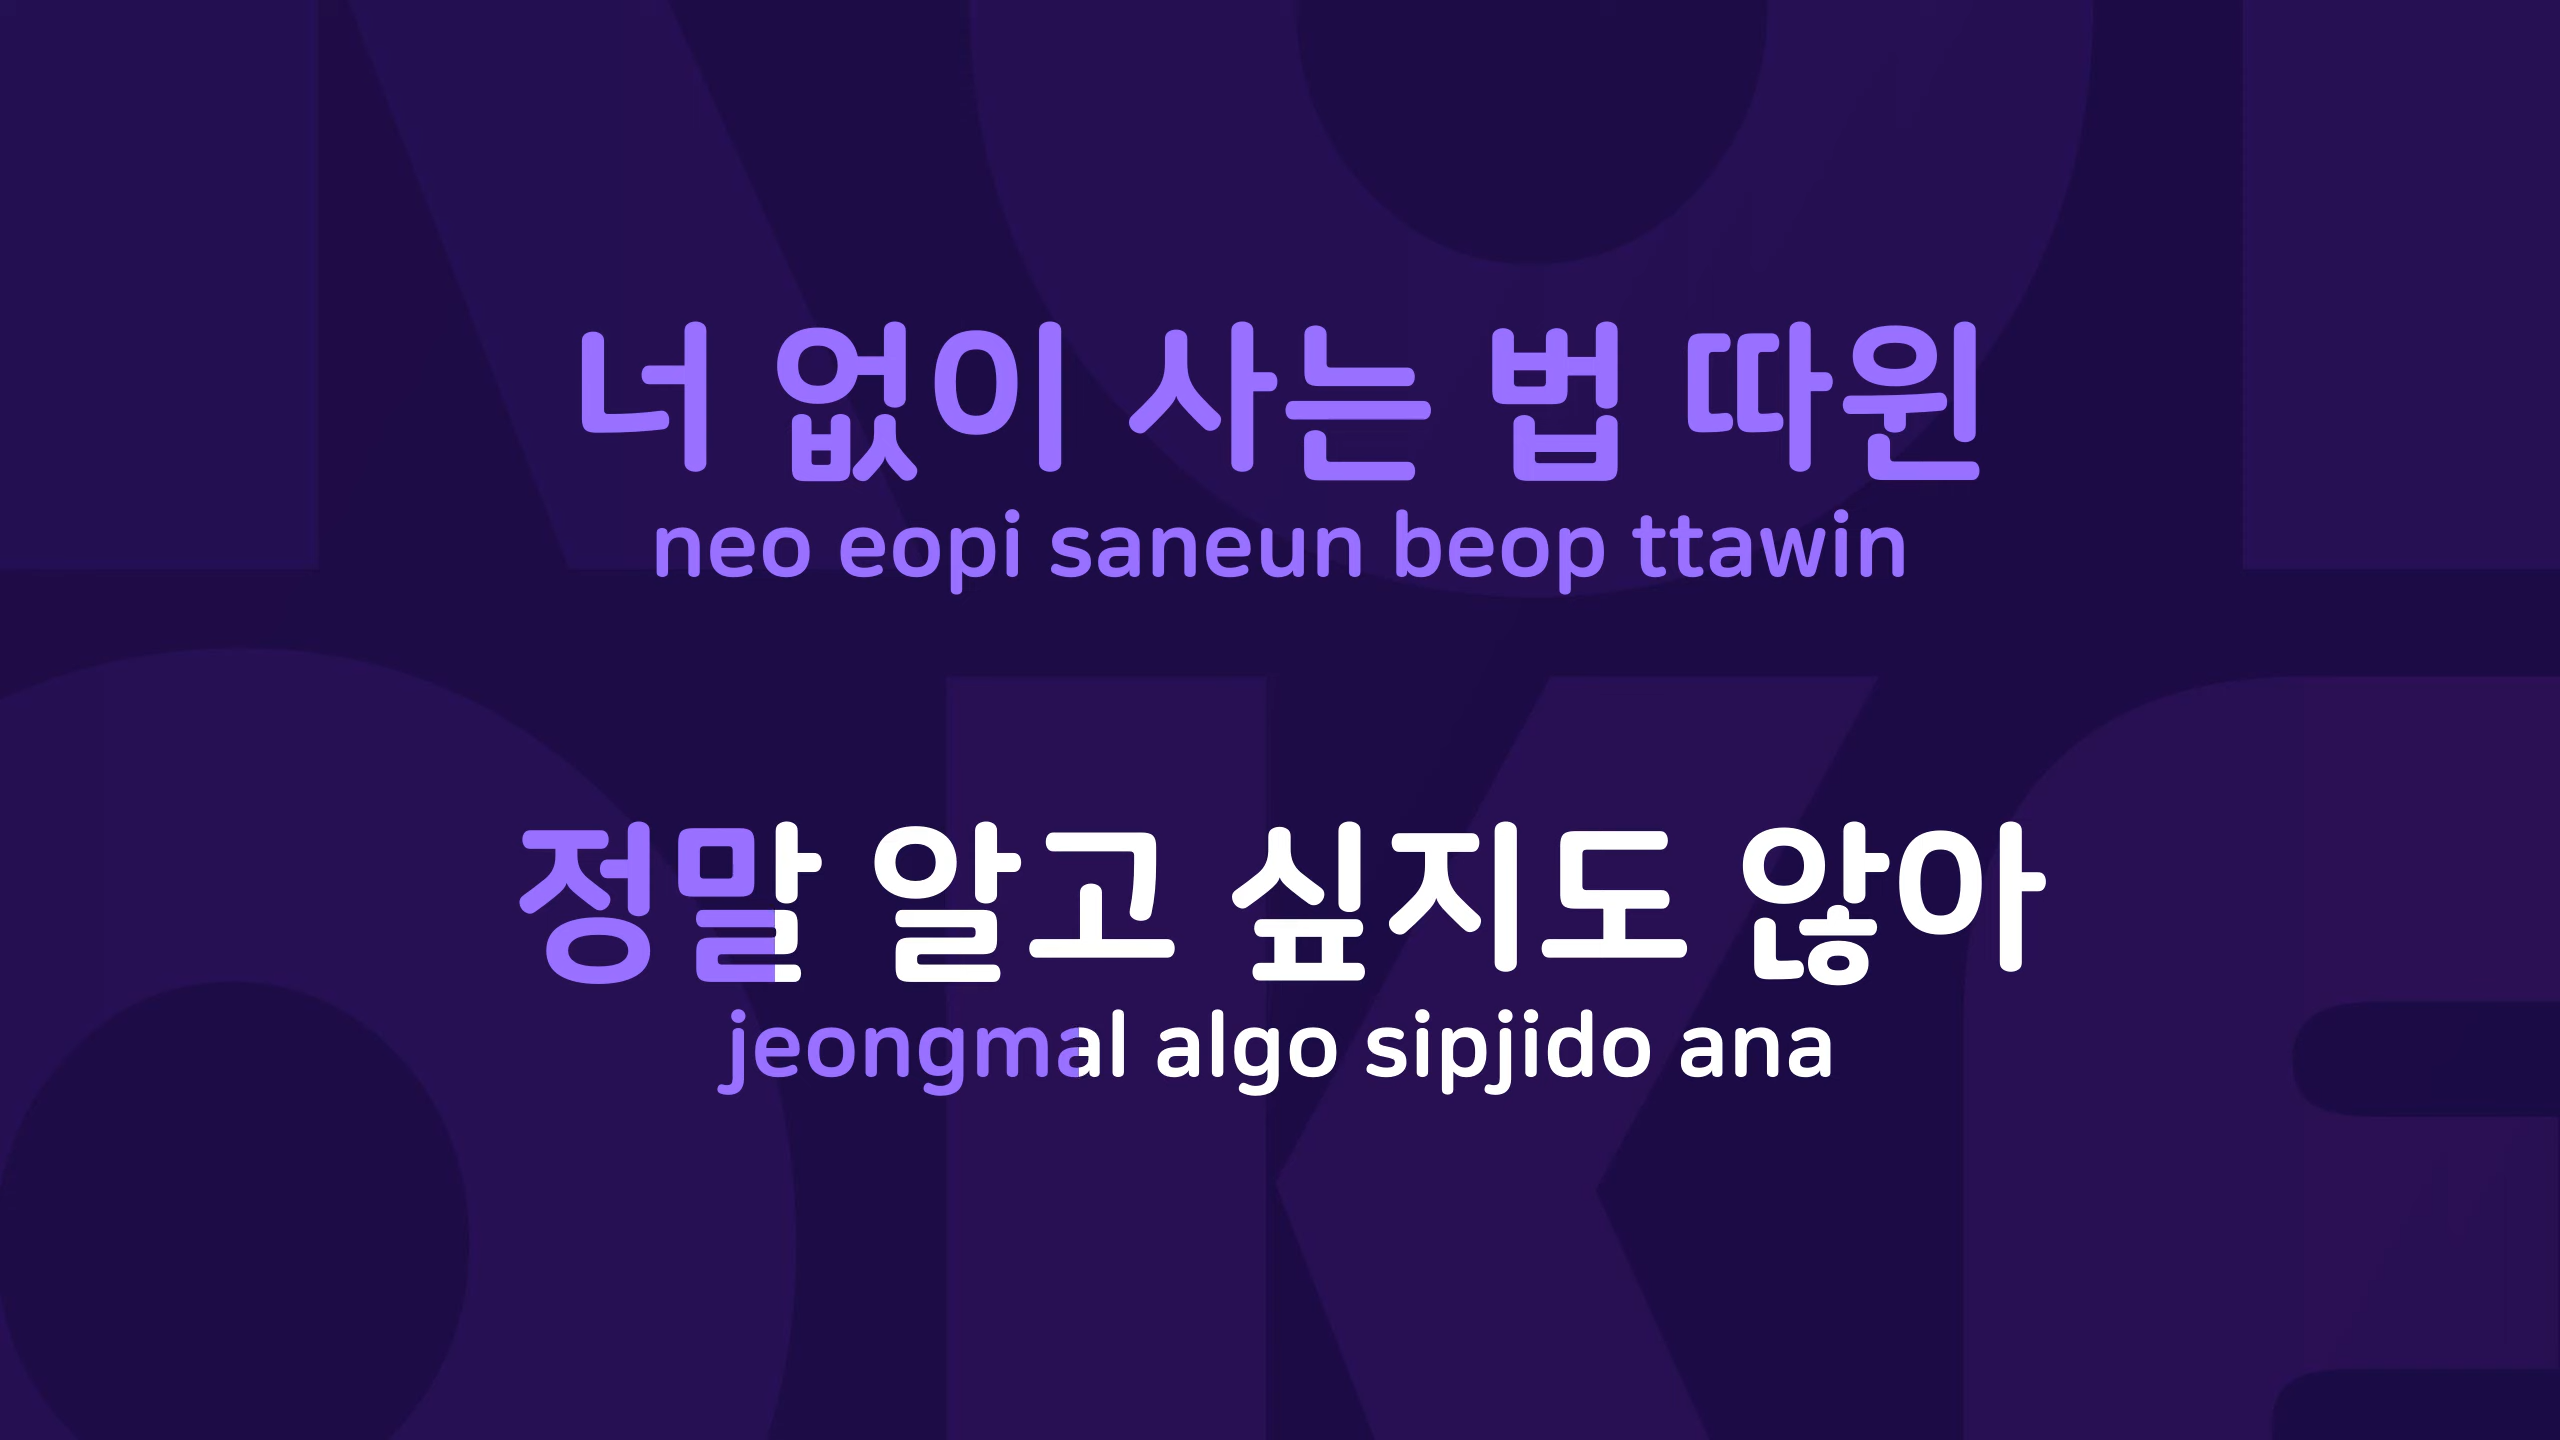 너 없이 사는 법 따윈
neo eopi saneun beop ttawin
정말 알고 싶지도 않아
jeongmal algo sipjido ana